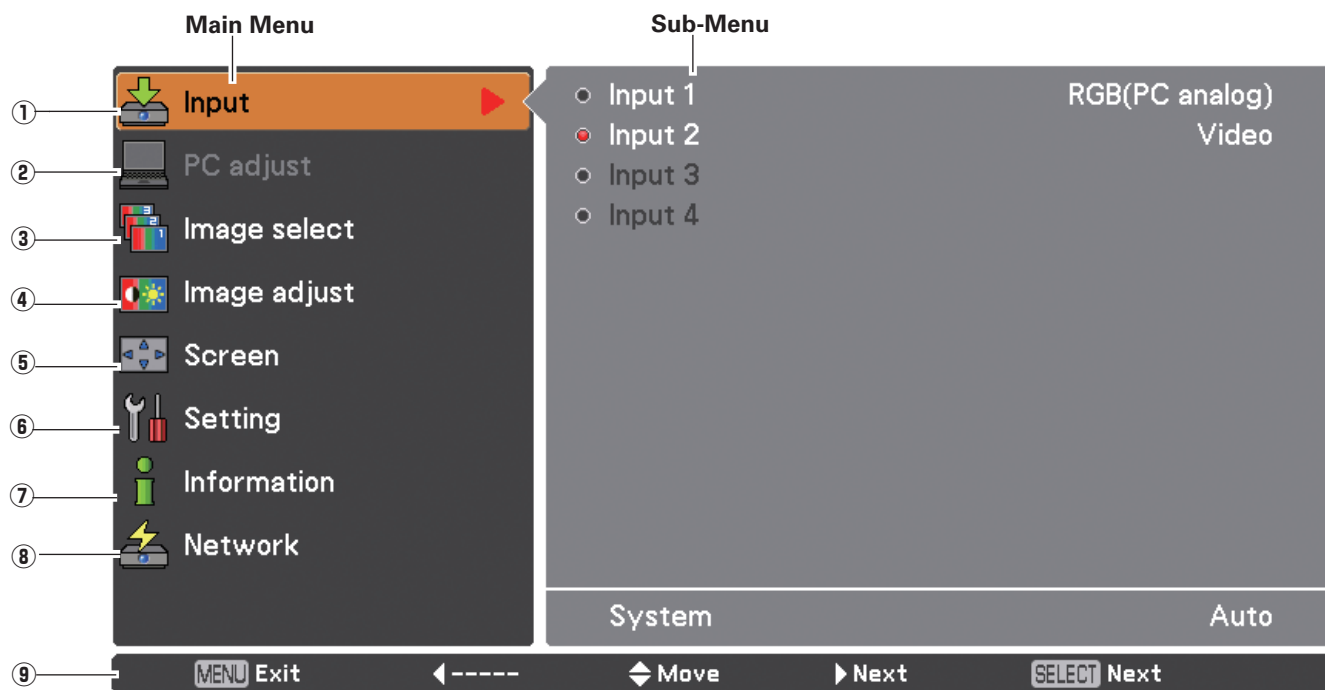 Main Menu
Sub-Menu
① Input
② PC adjust
③ Image select
④ Image adjust
⑤ Screen
⑥ Setting
⑦ Information
⑧ Network
Input 1 RGB(PC analog)
Input 2 Video
Input 3
Input 4
System Auto
⑨ MENU Exit ----- Move Next SELECT Next